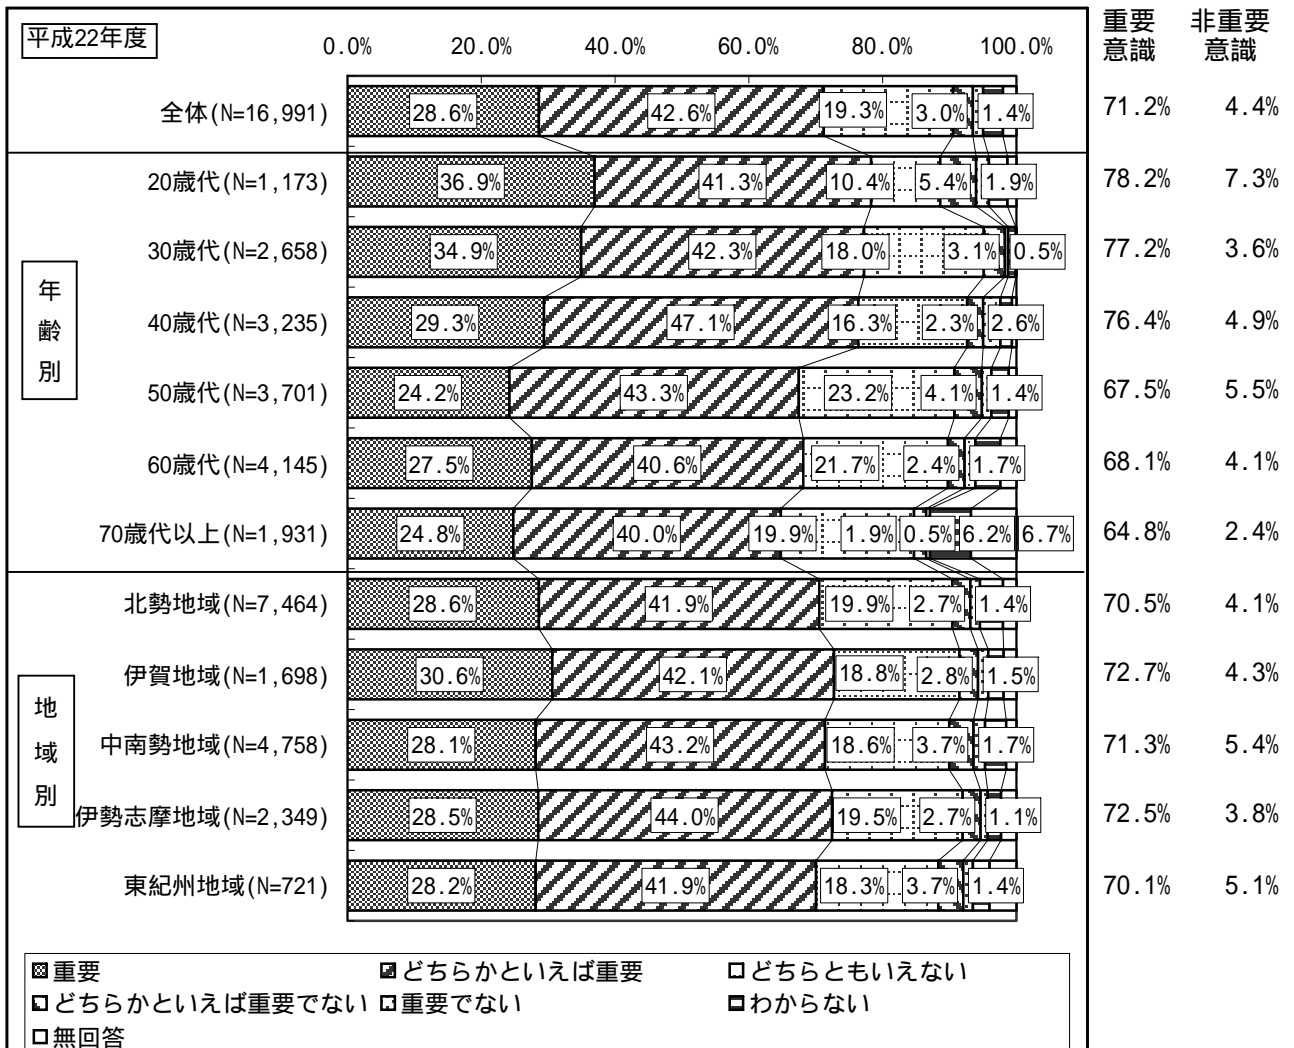 平成22年度
0.0% 20.0% 40.0% 60.0% 80.0% 100.0%
重要意識 非重要意識
全体(N=16,991) 28.6% 42.6% 19.3% 3.0% 1.4% 71.2% 4.4%
年齢別
20歳代(N=1,173) 36.9% 41.3% 10.4% 5.4% 1.9% 78.2% 7.3%
30歳代(N=2,658) 34.9% 42.3% 18.0% 3.1% 0.5% 77.2% 3.6%
40歳代(N=3,235) 29.3% 47.1% 16.3% 2.3% 2.6% 76.4% 4.9%
50歳代(N=3,701) 24.2% 43.3% 23.2% 4.1% 1.4% 67.5% 5.5%
60歳代(N=4,145) 27.5% 40.6% 21.7% 2.4% 1.7% 68.1% 4.1%
70歳代以上(N=1,931) 24.8% 40.0% 19.9% 1.9% 0.5% 6.2% 6.7% 64.8% 2.4%
地域別
北勢地域(N=7,464) 28.6% 41.9% 19.9% 2.7% 1.4% 70.5% 4.1%
伊賀地域(N=1,698) 30.6% 42.1% 18.8% 2.8% 1.5% 72.7% 4.3%
中南勢地域(N=4,758) 28.1% 43.2% 18.6% 3.7% 1.7% 71.3% 5.4%
伊勢志摩地域(N=2,349) 28.5% 44.0% 19.5% 2.7% 1.1% 72.5% 3.8%
東紀州地域(N=721) 28.2% 41.9% 18.3% 3.7% 1.4% 70.1% 5.1%
重要 どちらかといえば重要 どちらともいえない
どちらかといえば重要でない 重要でない わからない
無回答